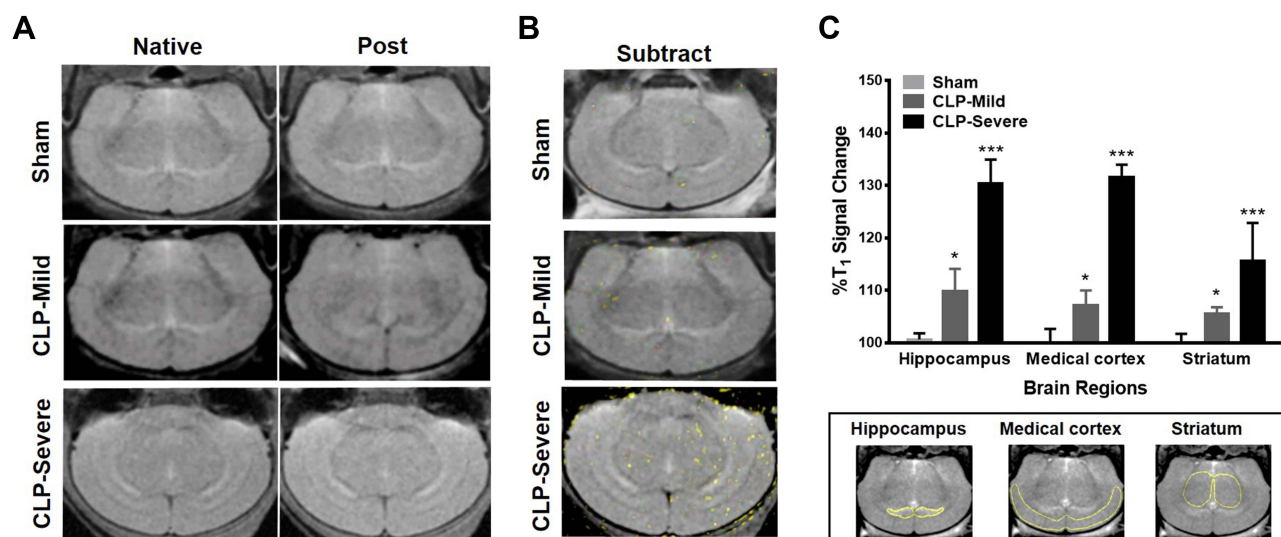 A
Native Post
Sham
CLP-Mild
CLP-Severe
B
Subtract
Sham
CLP-Mild
CLP-Severe
C
150
140
130
120
110
100
%T1 Signal Change
Sham
CLP-Mild
CLP-Severe
*
***
*
***
*
***
Hippocampus Medical cortex Striatum
Brain Regions
Hippocampus Medical cortex Striatum